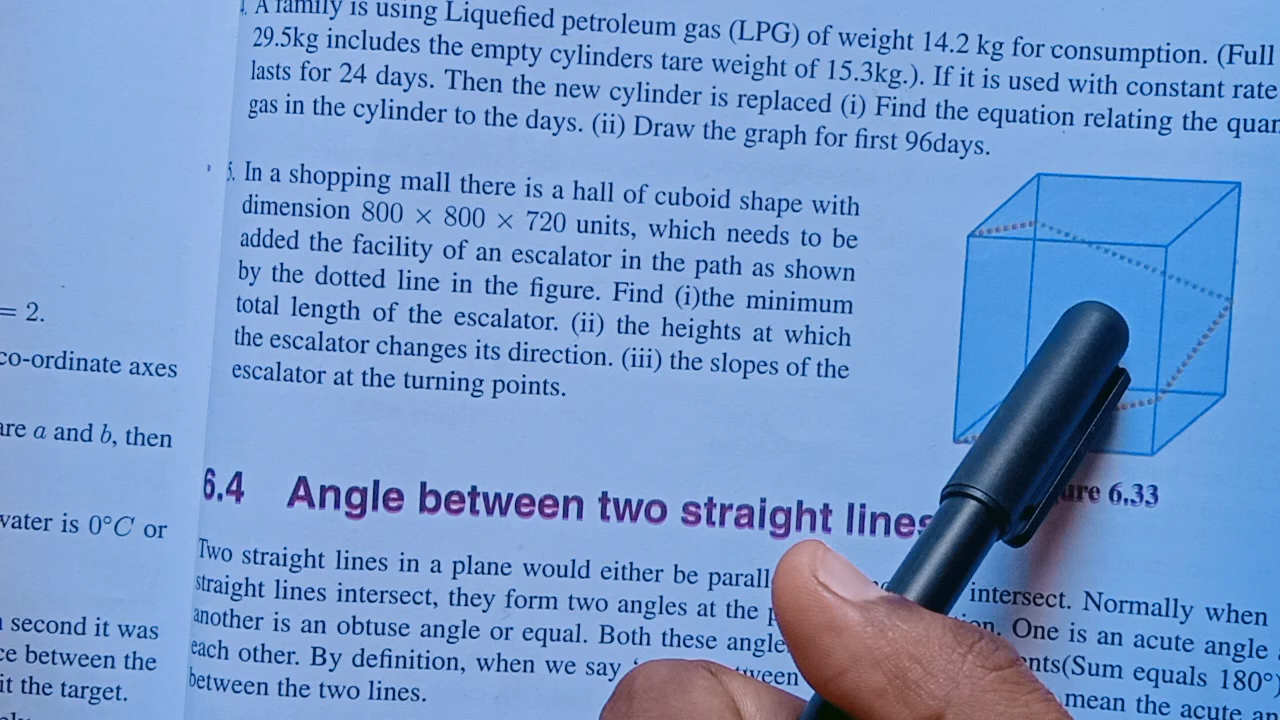 = 2.
co-ordinate axes
are a and b, then
water is 0°C or
second it was
between the
it the target.
A family is using Liquefied petroleum gas (LPG) of weight 14.2 kg for consumption. (Full
29.5kg includes the empty cylinders tare weight of 15.3kg.). If it is used with constant rate
lasts for 24 days. Then the new cylinder is replaced (i) Find the equation relating the
gas in the cylinder to the days. (ii) Draw the graph for first 96days.
In a shopping mall there is a hall of cuboid shape with
dimension 800 × 800 × 720 units, which needs to be
added the facility of an escalator in the path as shown
by the dotted line in the figure. Find (i)the minimum
total length of the escalator. (ii) the heights at which
the escalator changes its direction. (iii) the slopes of the
escalator at the turning points.
6.33
6.4 Angle between two straight lines
Two straight lines in a plane would either be intersect. Normally when
straight lines intersect, they form two angles at the One is an acute angle
another is an obtuse angle or equal. Both these angle (Sum equals 180°)
each other. By definition, when we say mean the acute
between the two lines.